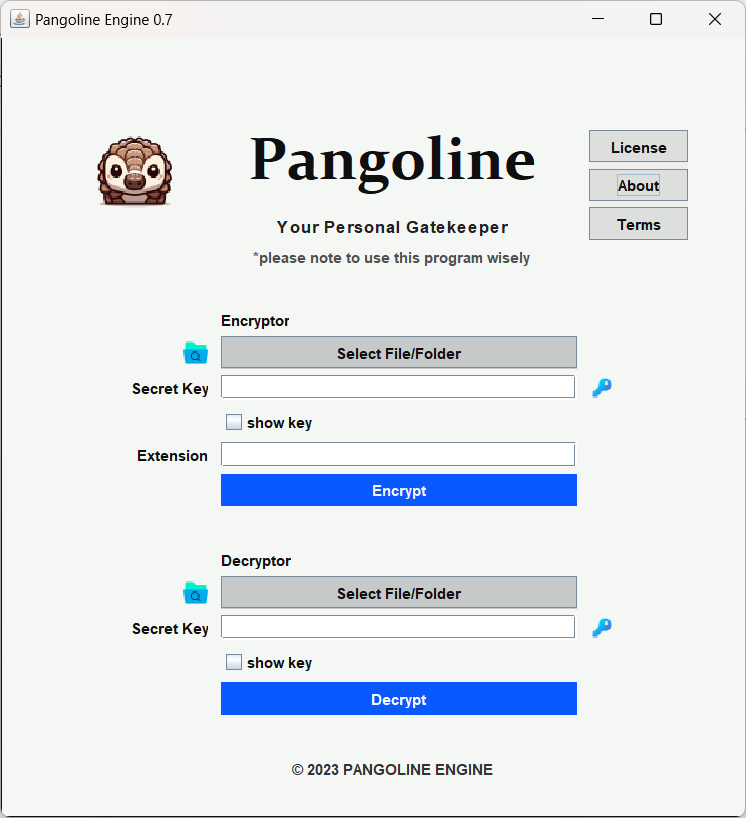 Pangoline Engine 0.7
Pangoline
License
About
Terms
Your Personal Gatekeeper
*please note to use this program wisely
Encryptor
Select File/Folder
Secret Key
show key
Extension
Encrypt
Decryptor
Select File/Folder
Secret Key
show key
Decrypt
© 2023 PANGOLINE ENGINE